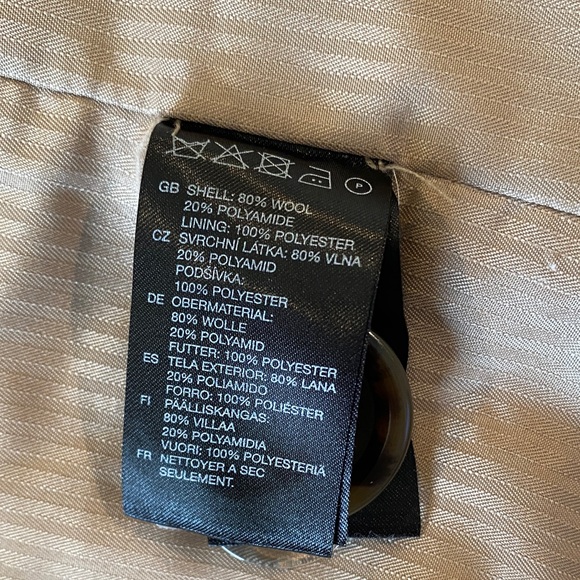 P
GB SHELL: 80% WOOL
20% POLYAMIDE
LINING: 100% POLYESTER
CZ SVRCHNÍ LÁTKA: 80% VLNA
20% POLYAMID
PODŠÍVKA:
100% POLYESTER
DE OBERMATERIAL:
80% WOLLE
20% POLYAMID
FUTTER: 100% POLYESTER
ES TELA EXTERIOR: 80% LANA
20% POLIAMIDO
FORRO: 100% POLIÉSTER
FI PÄÄLLISKANGAS:
80% VILLAA
20% POLYAMIDIA
VUORI: 100% POLYESTERIÄ
FR NETTOYER A SEC
SEULEMENT.